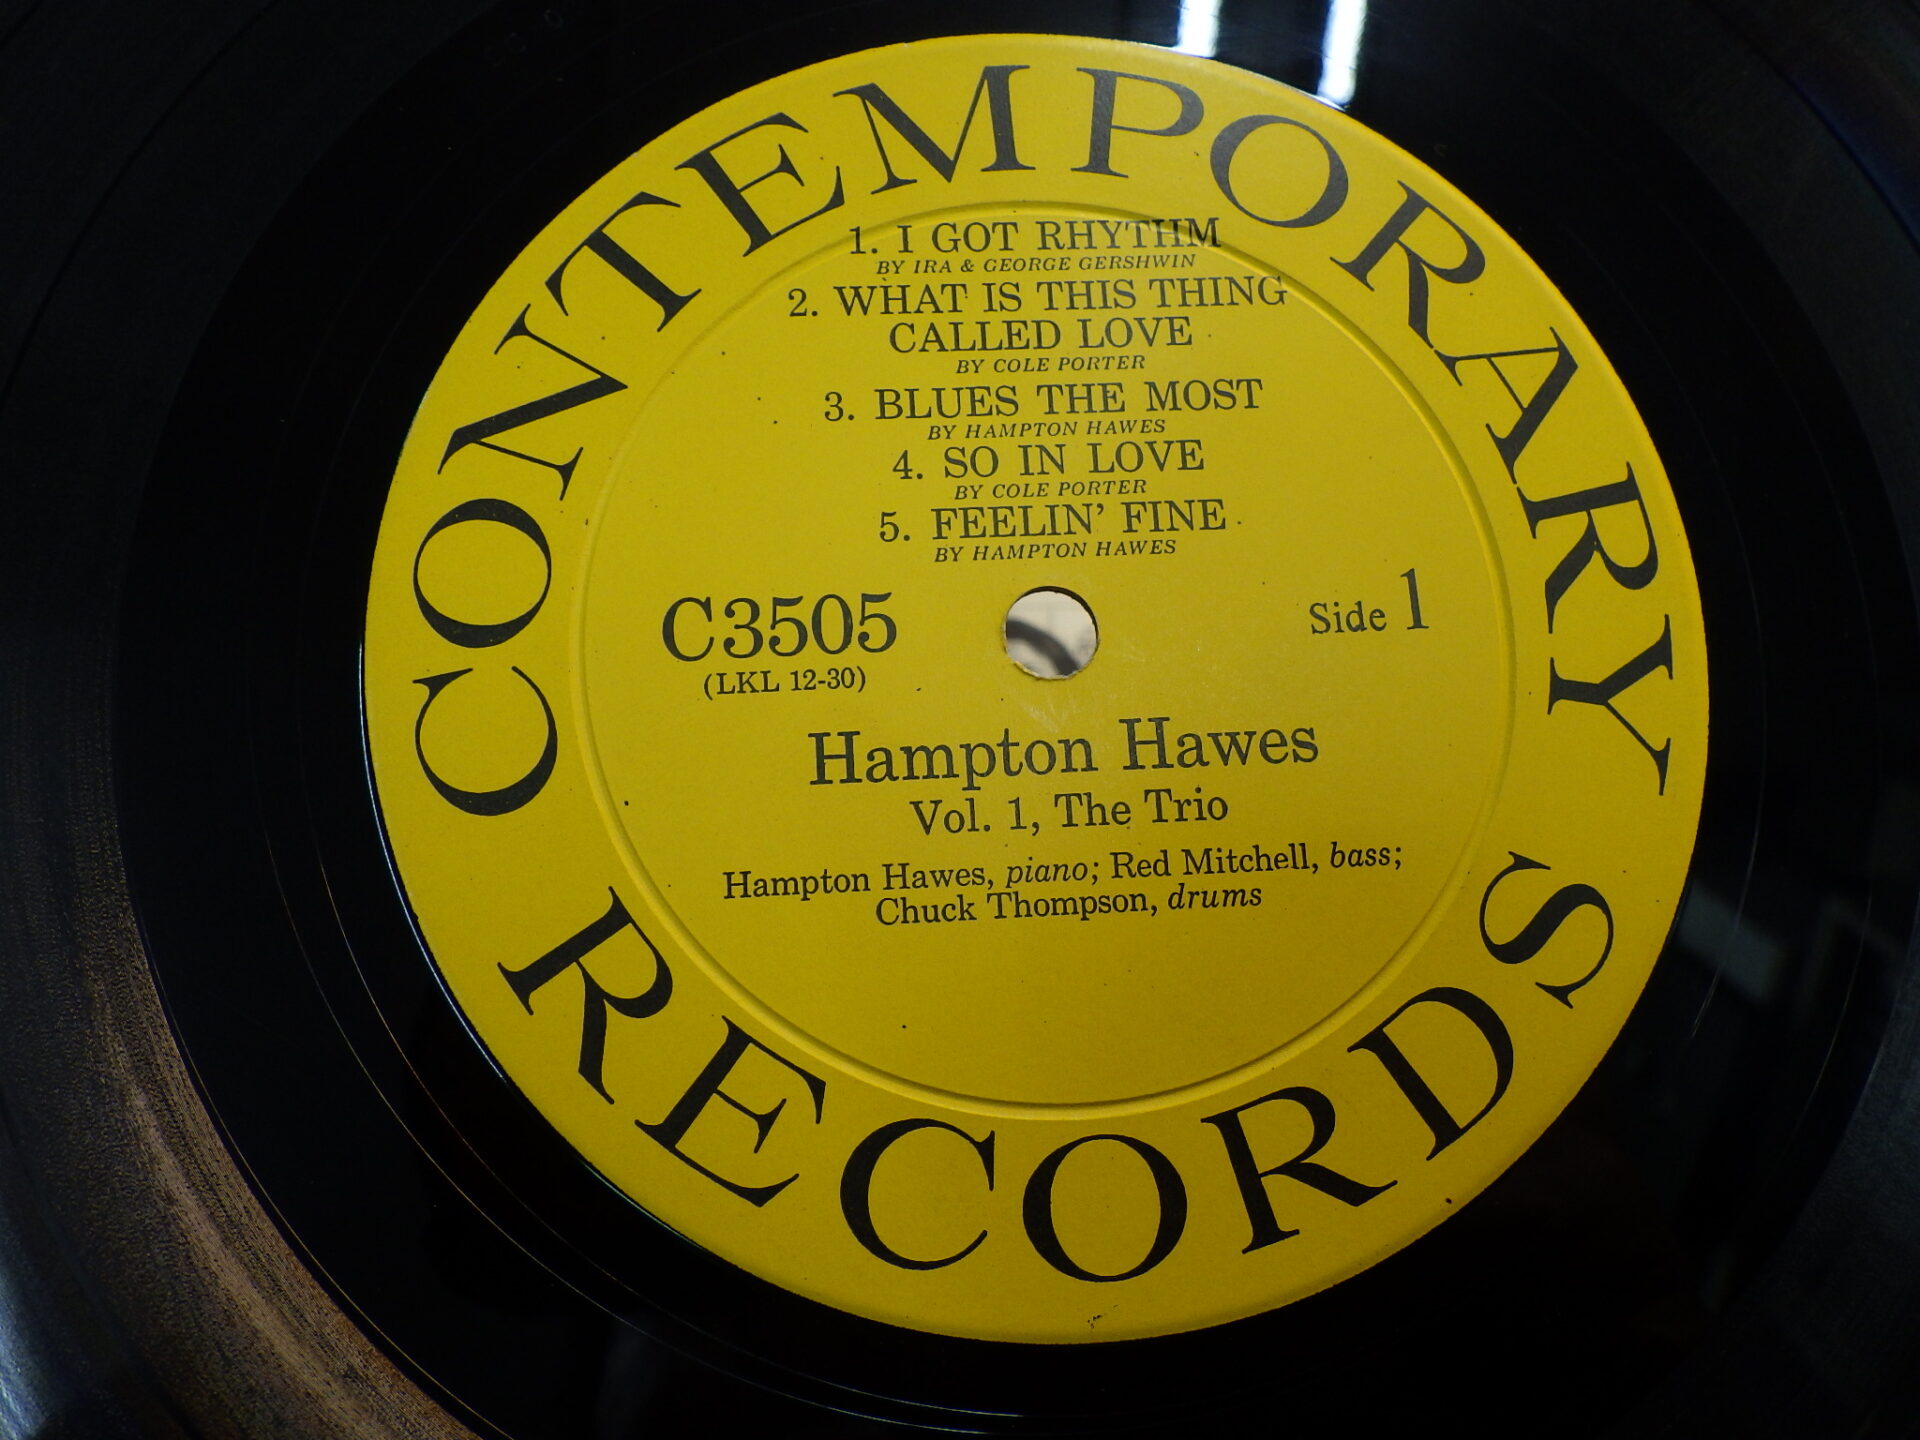 CONTEMPORARY
1. I GOT RHYTHM
BY IRA & GEORGE GERSHWIN
2. WHAT IS THIS THING
CALLED LOVE
BY COLE PORTER
3. BLUES THE MOST
BY HAMPTON HAWES
4. SO IN LOVE
BY COLE PORTER
5. FEELIN' FINE
BY HAMPTON HAWES
C3505
(LKL 12-30)
Side 1
Hampton Hawes
Vol. 1, The Trio
Hampton Hawes, piano; Red Mitchell, bass;
Chuck Thompson, drums
RECORDS